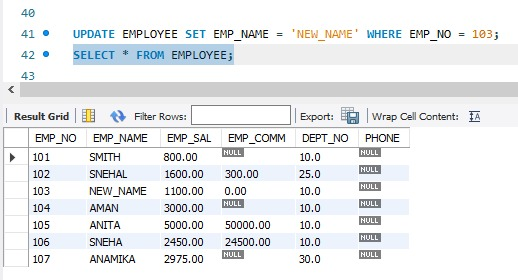 40
41 UPDATE EMPLOYEE SET EMP_NAME = 'NEW_NAME' WHERE EMP_NO = 103;
42 SELECT * FROM EMPLOYEE;
43
Result Grid Filter Rows: Export: Wrap Cell Content: IA
EMP_NO EMP_NAME EMP_SAL EMP_COMM DEPT_NO PHONE
101 SMITH 800.00 NULL 10.0 NULL
102 SNEHAL 1600.00 300.00 25.0 NULL
103 NEW_NAME 1100.00 0.00 10.0 NULL
104 AMAN 3000.00 NULL 10.0 NULL
105 ANITA 5000.00 50000.00 10.0 NULL
106 SNEHA 2450.00 24500.00 10.0 NULL
107 ANAMIKA 2975.00 NULL 30.0 NULL